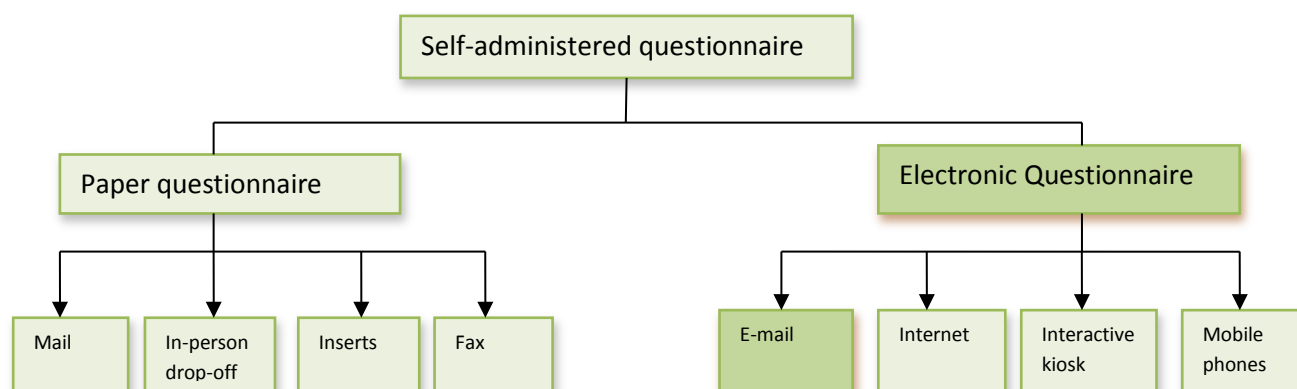 Self-administered questionnaire
Paper questionnaire
Electronic Questionnaire
Mail
In-person
drop-off
Inserts
Fax
E-mail
Internet
Interactive
kiosk
Mobile
phones